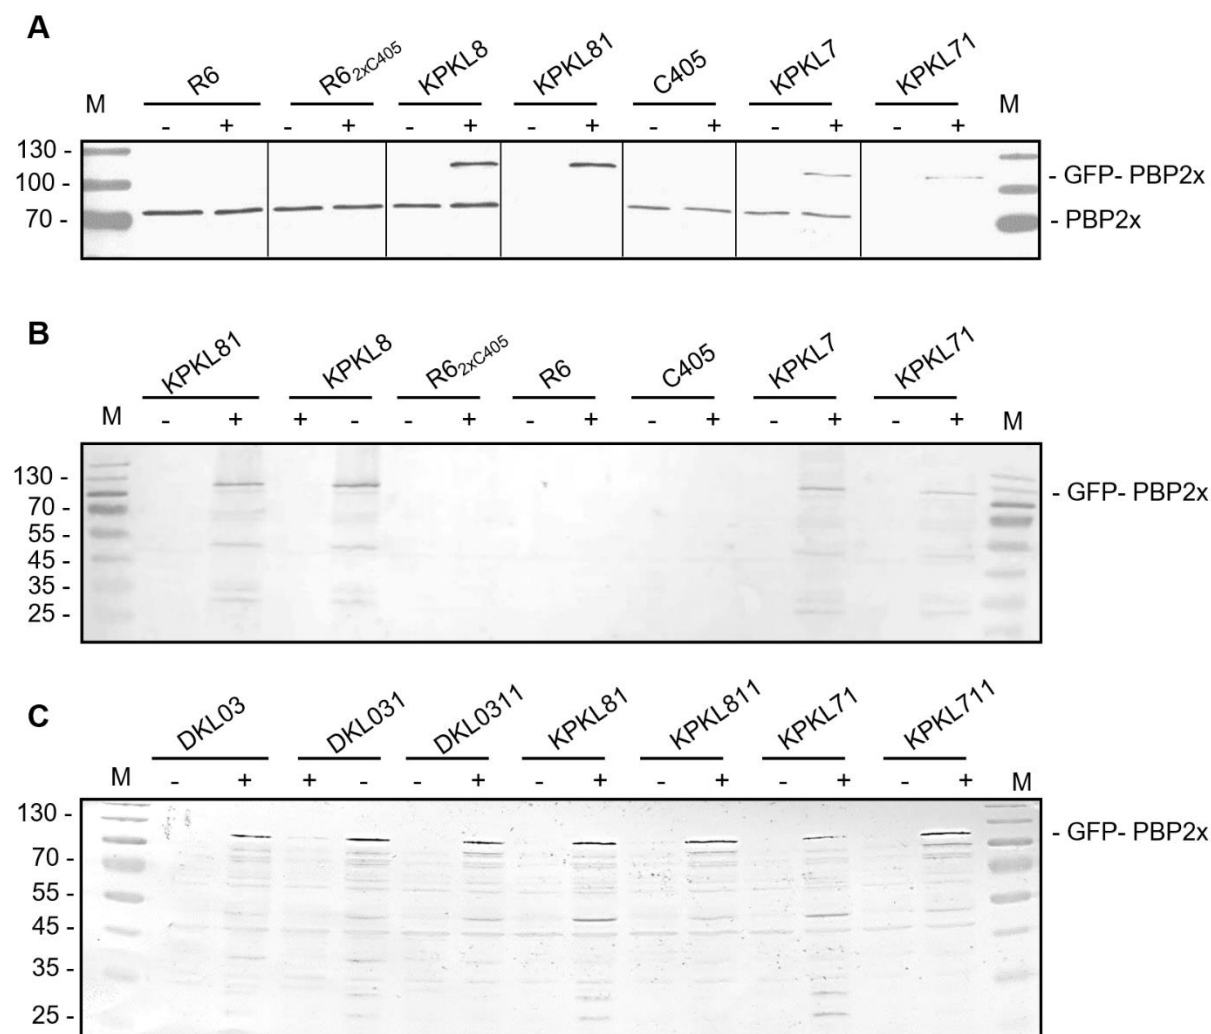 A
R6 R62xC405 KPKL8 KPKL81 C405 KPKL7 KPKL71
M - + - + - + - + - + - + - + M
130 -
100 - - GFP- PBP2x
70 - - PBP2x
B
KPKL81 KPKL8 R62xC405 R6 C405 KPKL7 KPKL71
M - + + - - + - + - + - + - + M
130 - - GFP- PBP2x
70 -
55 -
45 -
35 -
25 -
C
DKL03 DKL031 DKL0311 KPKL81 KPKL811 KPKL71 KPKL711
M - + + - - + - + - + - + - + M
130 - - GFP- PBP2x
70 -
55 -
45 -
35 -
25 -